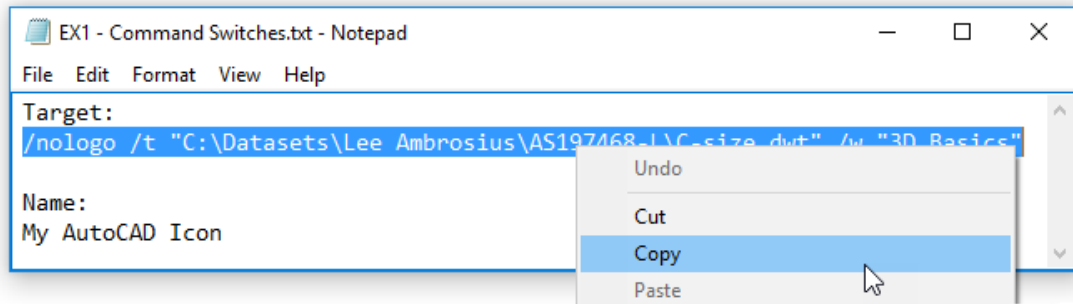 EX1 - Command Switches.txt - Notepad
File Edit Format View Help
Target:
/nologo /t "C:\Datasets\Lee Ambrosius\AS197468-L\C-size.dwt" /w "3D Basics"
Name:
My AutoCAD Icon
Undo
Cut
Copy
Paste